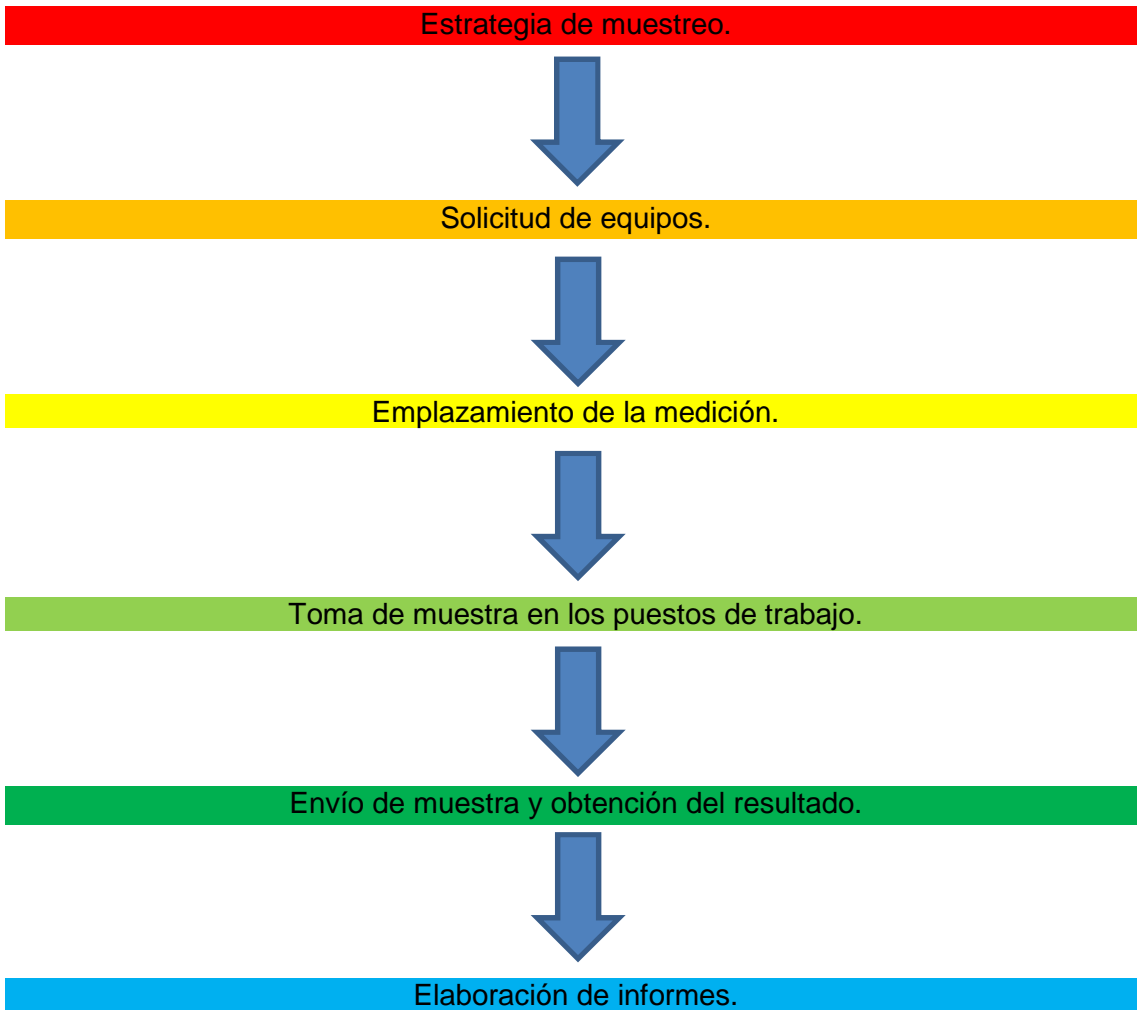 Estrategia de muestreo.
Solicitud de equipos.
Emplazamiento de la medición.
Toma de muestra en los puestos de trabajo.
Envío de muestra y obtención del resultado.
Elaboración de informes.